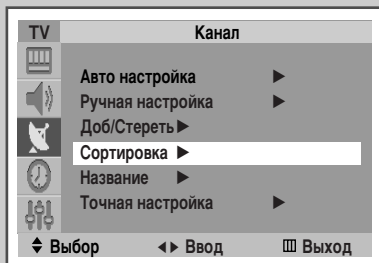 TV Канал
Авто настройка ▶
Ручная настройка ▶
Доб/Стереть ▶
Сортировка ▶
Название ▶
Точная настройка ▶
Выбор Ввод Выход